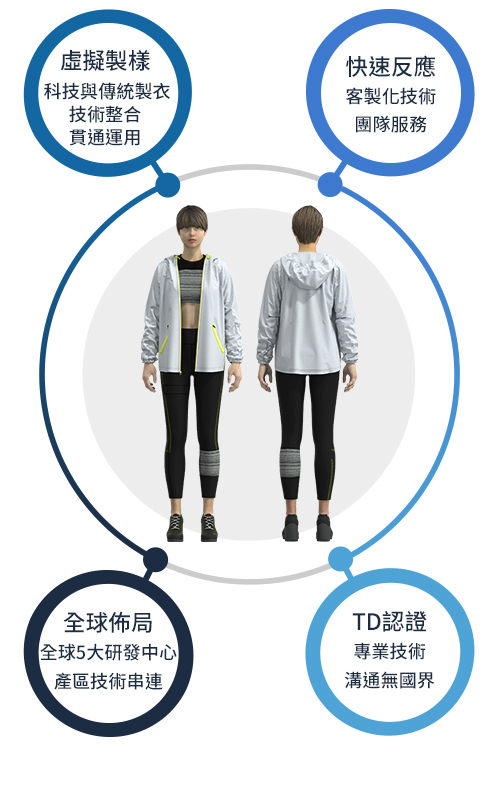 虛擬製樣
科技與傳統製衣
技術整合
貫通運用
快速反應
客製化技術
團隊服務
全球佈局
全球5大研發中心
產區技術串連
TD認證
專業技術
溝通無國界